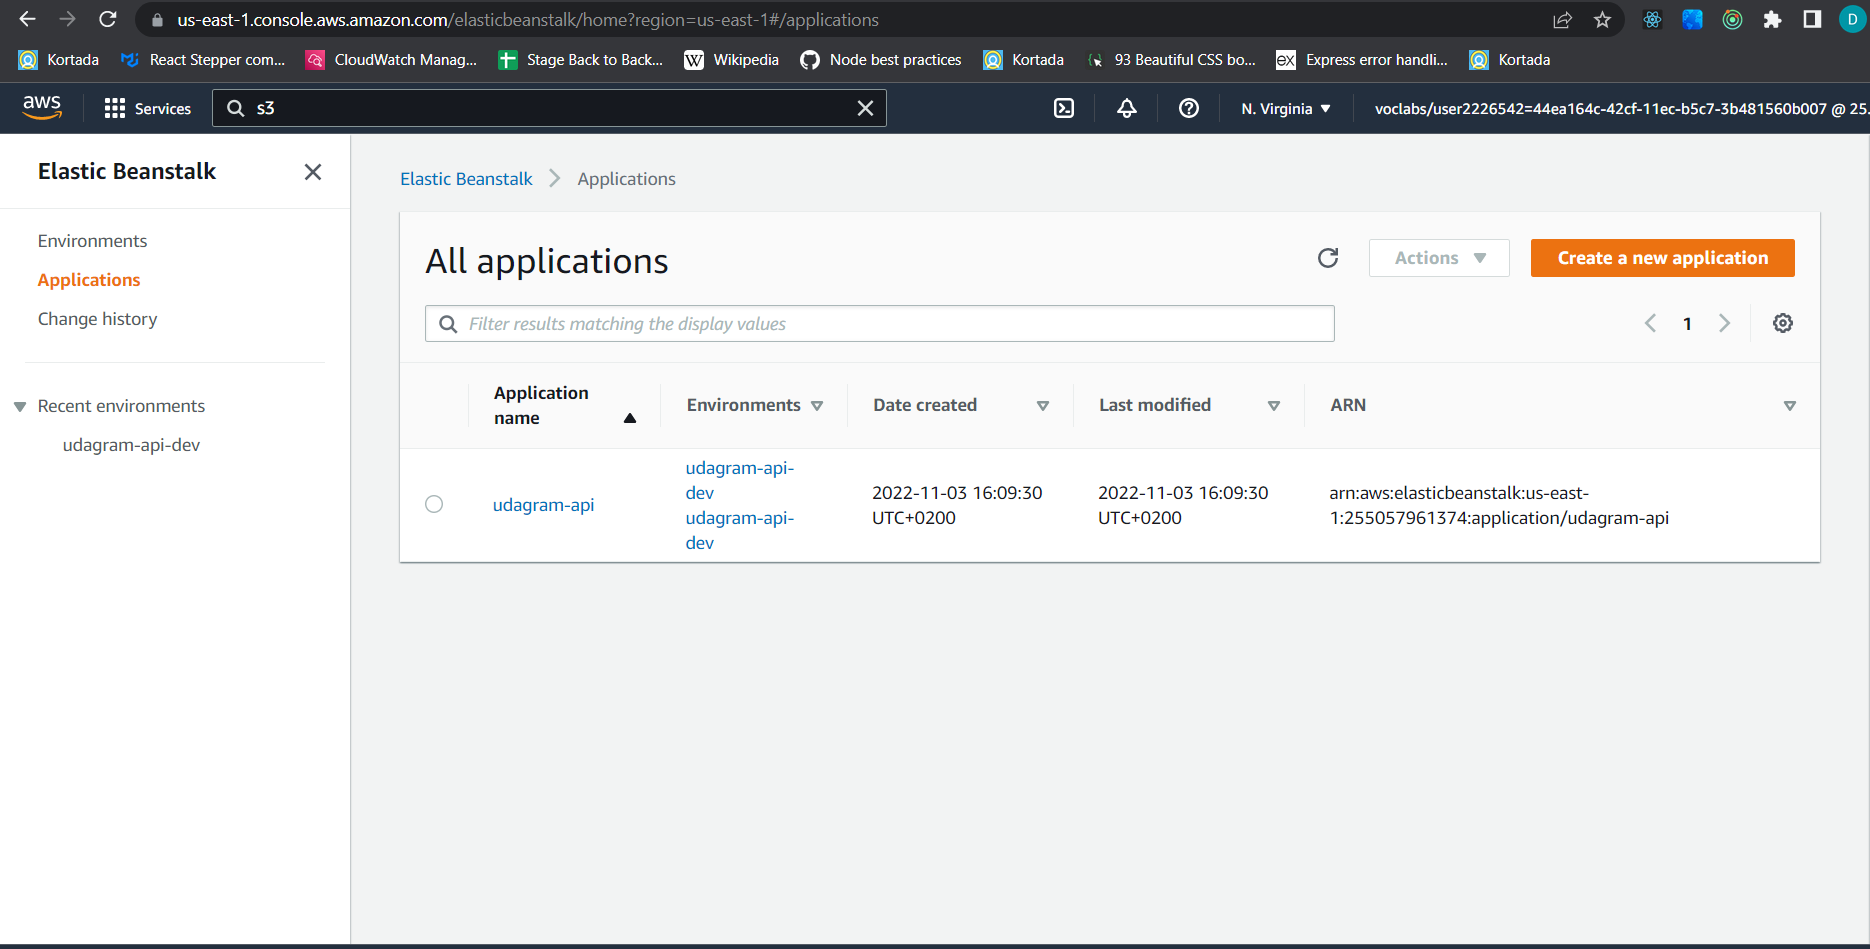 us-east-1.console.aws.amazon.com/elasticbeanstalk/home?region=us-east-1#/applications
D
Kortada
React Stepper com...
CloudWatch Manag...
Stage Back to Back...
W
Wikipedia
Node best practices
Kortada
93 Beautiful CSS bo...
ex
Express error handli...
Kortada
aws
Services
s3
N. Virginia
voclabs/user2226542=44ea164c-42cf-11ec-b5c7-3b481560b007 @ 25.
Elastic Beanstalk
Environments
Applications
Change history
Recent environments
udagram-api-dev
Elastic Beanstalk
Applications
All applications
Actions
Create a new application
Filter results matching the display values
1
Application
name
Environments
Date created
Last modified
ARN
udagram-api
udagram-api-
dev
udagram-api-
dev
2022-11-03 16:09:30
UTC+0200
2022-11-03 16:09:30
UTC+0200
arn:aws:elasticbeanstalk:us-east-
1:255057961374:application/udagram-api